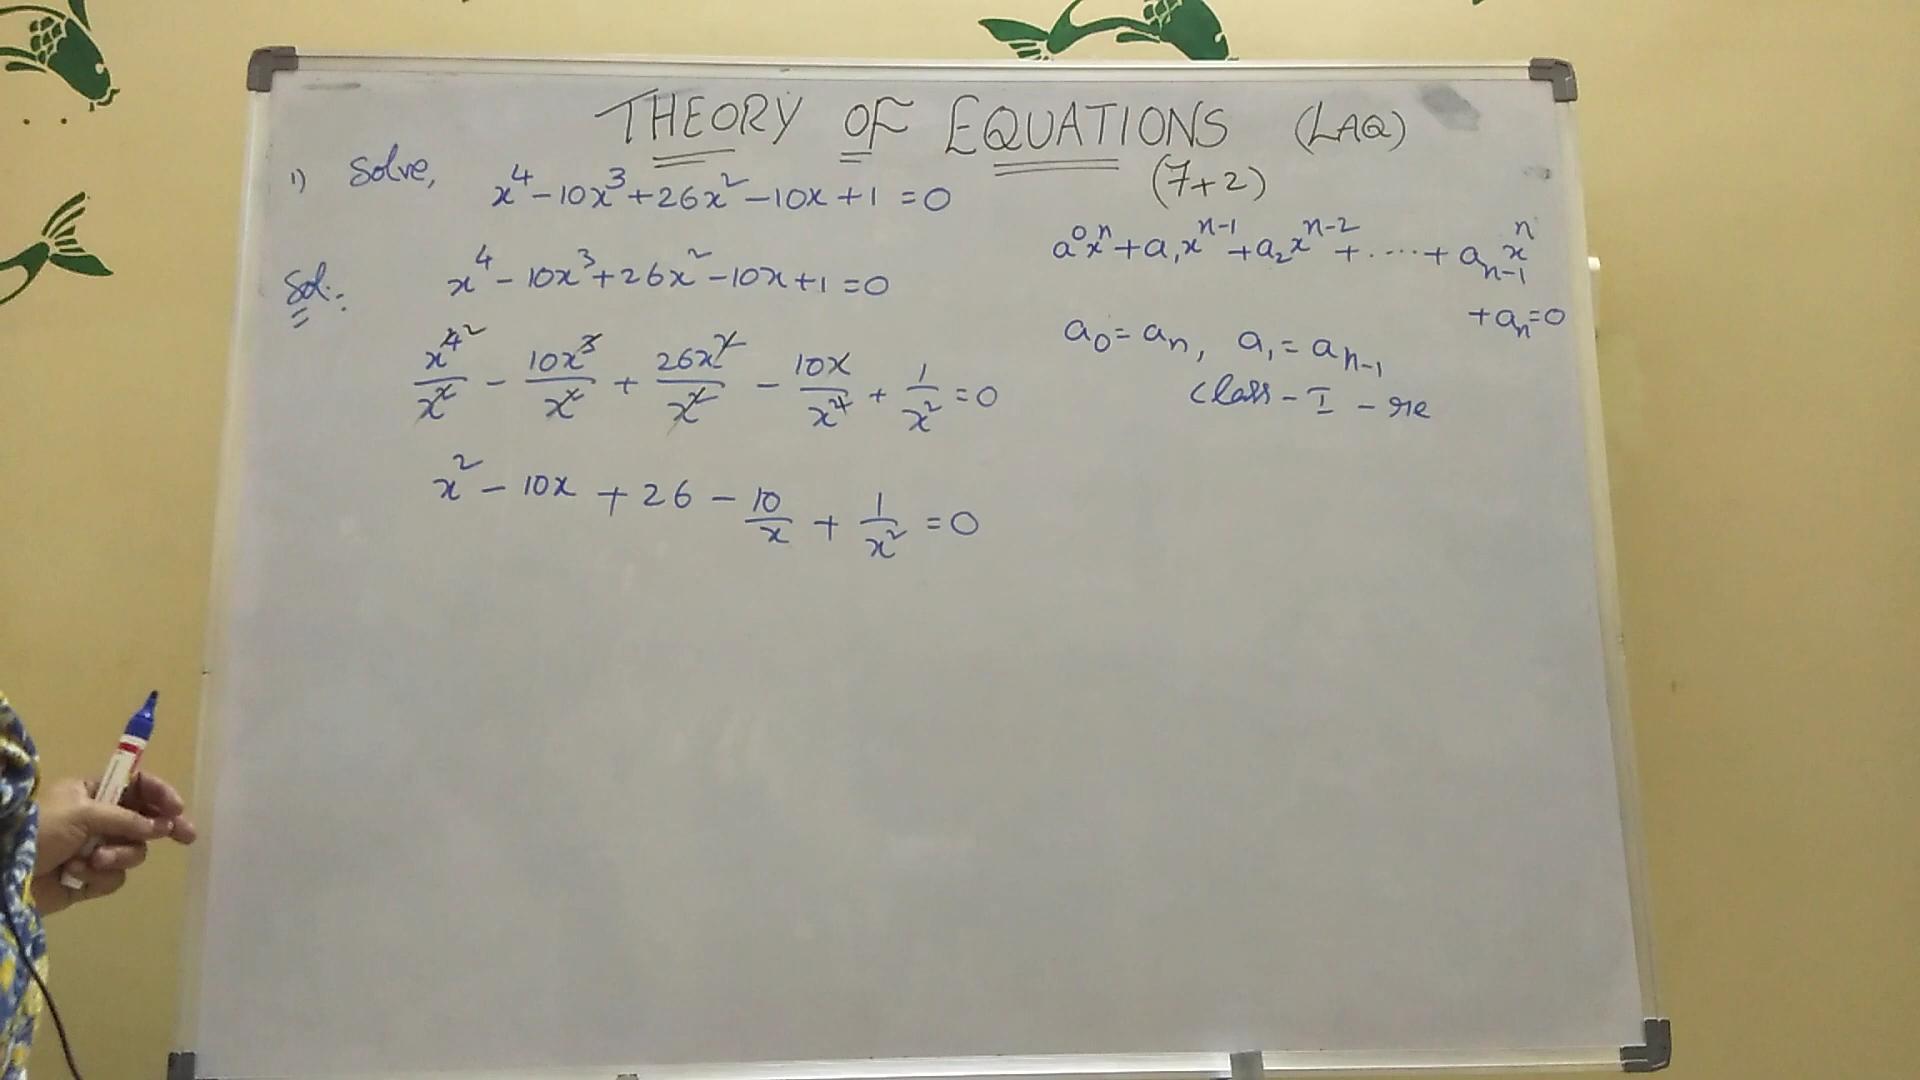 THEORY OF EQUATIONS (LAQ)
(7+2)
1) Solve, x⁴ - 10x³ + 26x² - 10x + 1 = 0
Sol:- x⁴ - 10x³ + 26x² - 10x + 1 = 0
x⁴/x² - 10x³/x² + 26x²/x² - 10x/x⁴ + 1/x² = 0
x² - 10x + 26 - 10/x + 1/x² = 0
a⁰xⁿ + a₁xⁿ⁻¹ + a₂xⁿ⁻² + ..... + aₙ₋₁xⁿ
+ aₙ = 0
a₀ = aₙ, a₁ = aₙ₋₁
Class - I - re